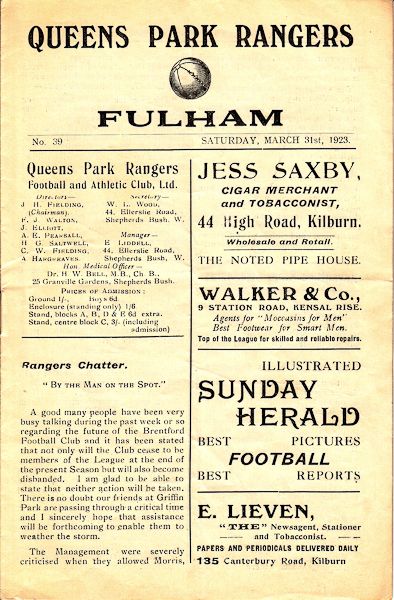 QUEENS PARK RANGERS
FULHAM
No. 39
SATURDAY, MARCH 31st, 1923.
Queens Park Rangers
Football and Athletic Club, Ltd.
Directors— Secretary—
J. H. FIELDING, W. L. WOOD,
(Chairman). 44, Ellerslie Road,
F. J. WALTON, Shepherds Bush. W.
J. ELLIOTT,
A. E. PEARSALL, Manager—
H. G. SALTWELL, E. LIDDELL,
C. W. FIELDING, 44, Ellerslie Road,
A. HARGRAVES. Shepherds Bush, W.
Hon. Medical Officer—
Dr. H. W. BELL, M.B., Ch B.,
25 Granville Gardens, Shepherds Bush.
PRICES OF ADMISSION:
Ground 1/-, Boys 6d
Enclosure (standing only) 1/6
Stand, blocks A, B, D & E 6d extra.
Stand, centre block C, 3/- (including
admission)
Rangers Chatter.
"BY THE MAN ON THE SPOT."
A good many people have been very
busy talking during the past week or so
regarding the future of the Brentford
Football Club and it has been stated
that not only will the Club cease to be
members of the League at the end of
the present Season but will also become
disbanded. I am glad to be able to
state that neither action will be taken.
There is no doubt our friends at Griffin
Park are passing through a critical time
and I sincerely hope that assistance
will be forthcoming to enable them to
weather the storm.
The Management were severely
criticised when they allowed Morris,
JESS SAXBY,
CIGAR MERCHANT
and TOBACCONIST,
44 High Road, Kilburn.
Wholesale and Retail.
THE NOTED PIPE HOUSE.
WALKER & Co.,
9 STATION ROAD, KENSAL RISE.
Agents for "Moccasins for Men"
Best Footwear for Smart Men.
Top of the League for skilled and reliable repairs.
ILLUSTRATED
SUNDAY
HERALD
BEST PICTURES
FOOTBALL
BEST REPORTS
E. LIEVEN,
"THE" Newsagent, Stationer
and Tobacconist.
PAPERS AND PERIODICALS DELIVERED DAILY
135 Canterbury Road, Kilburn